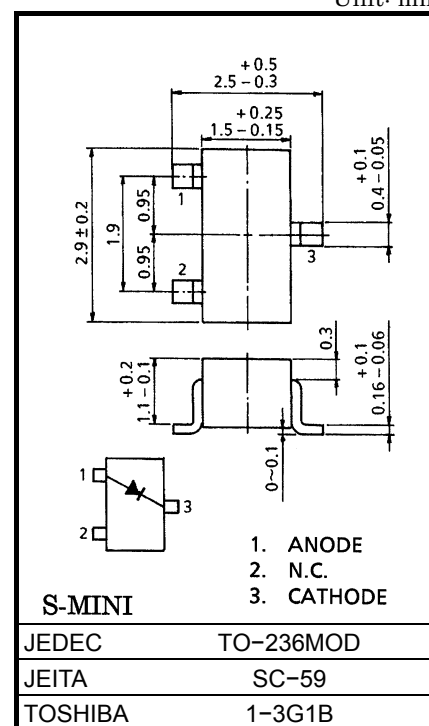 Unit: mm
+0.5
2.5−0.3
+0.25
1.5−0.15
+0.1
0.4−0.05
2.9±0.2
1.9
0.95
0.95
1
2
3
+0.2
1.1−0.1
0.3
+0.1
0.16−0.06
0~0.1
1
2
3
1. ANODE
2. N.C.
3. CATHODE
S-MINI
JEDEC TO−236MOD
JEITA SC−59
TOSHIBA 1−3G1B